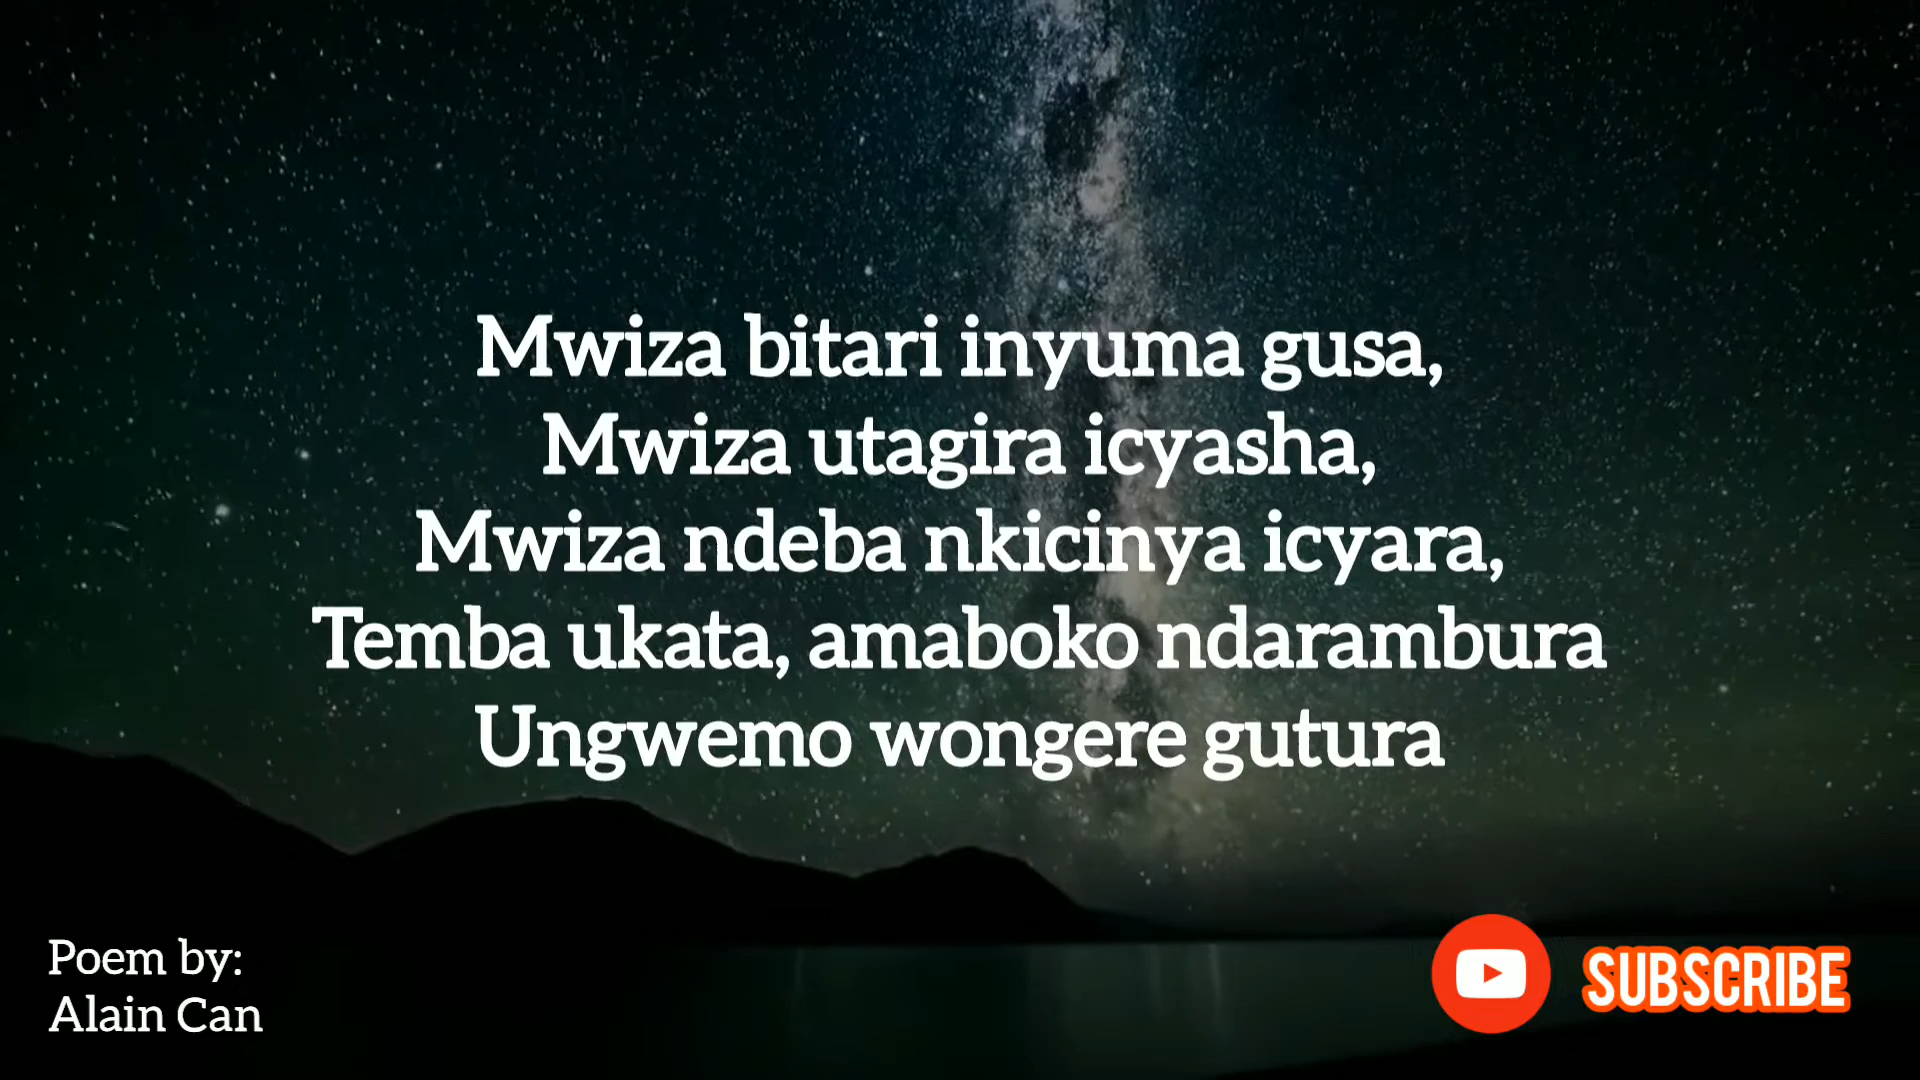 Mwiza bitari inyuma gusa,
Mwiza utagira icyasha,
Mwiza ndeba nkicinya icyara,
Temba ukata, amaboko ndarambura
Ungwemo wongere gutura
Poem by:
Alain Can
SUBSCRIBE